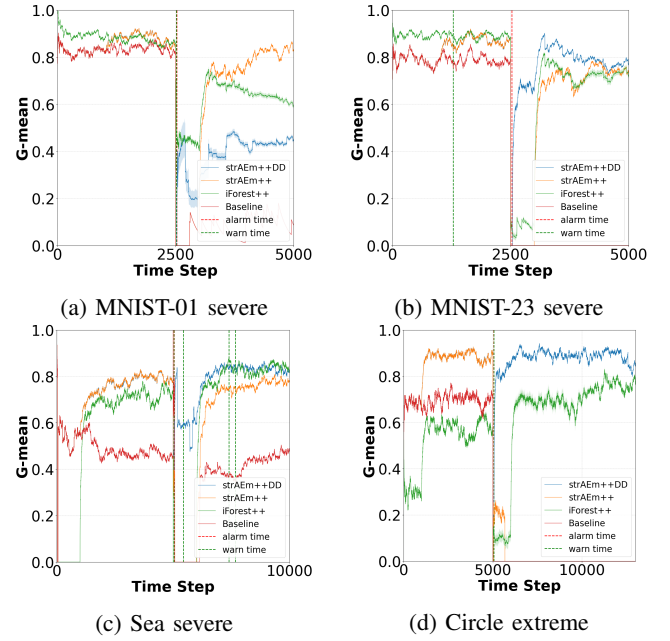 1.0
0.8
0.6
0.4
0.2
0.0
G-mean
strAEm++DD
strAEm++
iForest++
Baseline
alarm time
warn time
0
2500
5000
Time Step
(a) MNIST-01 severe
1.0
0.8
0.6
0.4
0.2
0.0
G-mean
strAEm++DD
strAEm++
iForest++
Baseline
alarm time
warn time
0
2500
5000
Time Step
(b) MNIST-23 severe
1.0
0.8
0.6
0.4
0.2
G-mean
strAEm++DD
strAEm++
iForest++
Baseline
alarm time
warn time
0
10000
Time Step
(c) Sea severe
1.0
0.8
0.6
0.4
0.2
0.0
G-mean
strAEm++DD
strAEm++
iForest++
Baseline
alarm time
warn time
0
5000
10000
Time Step
(d) Circle extreme